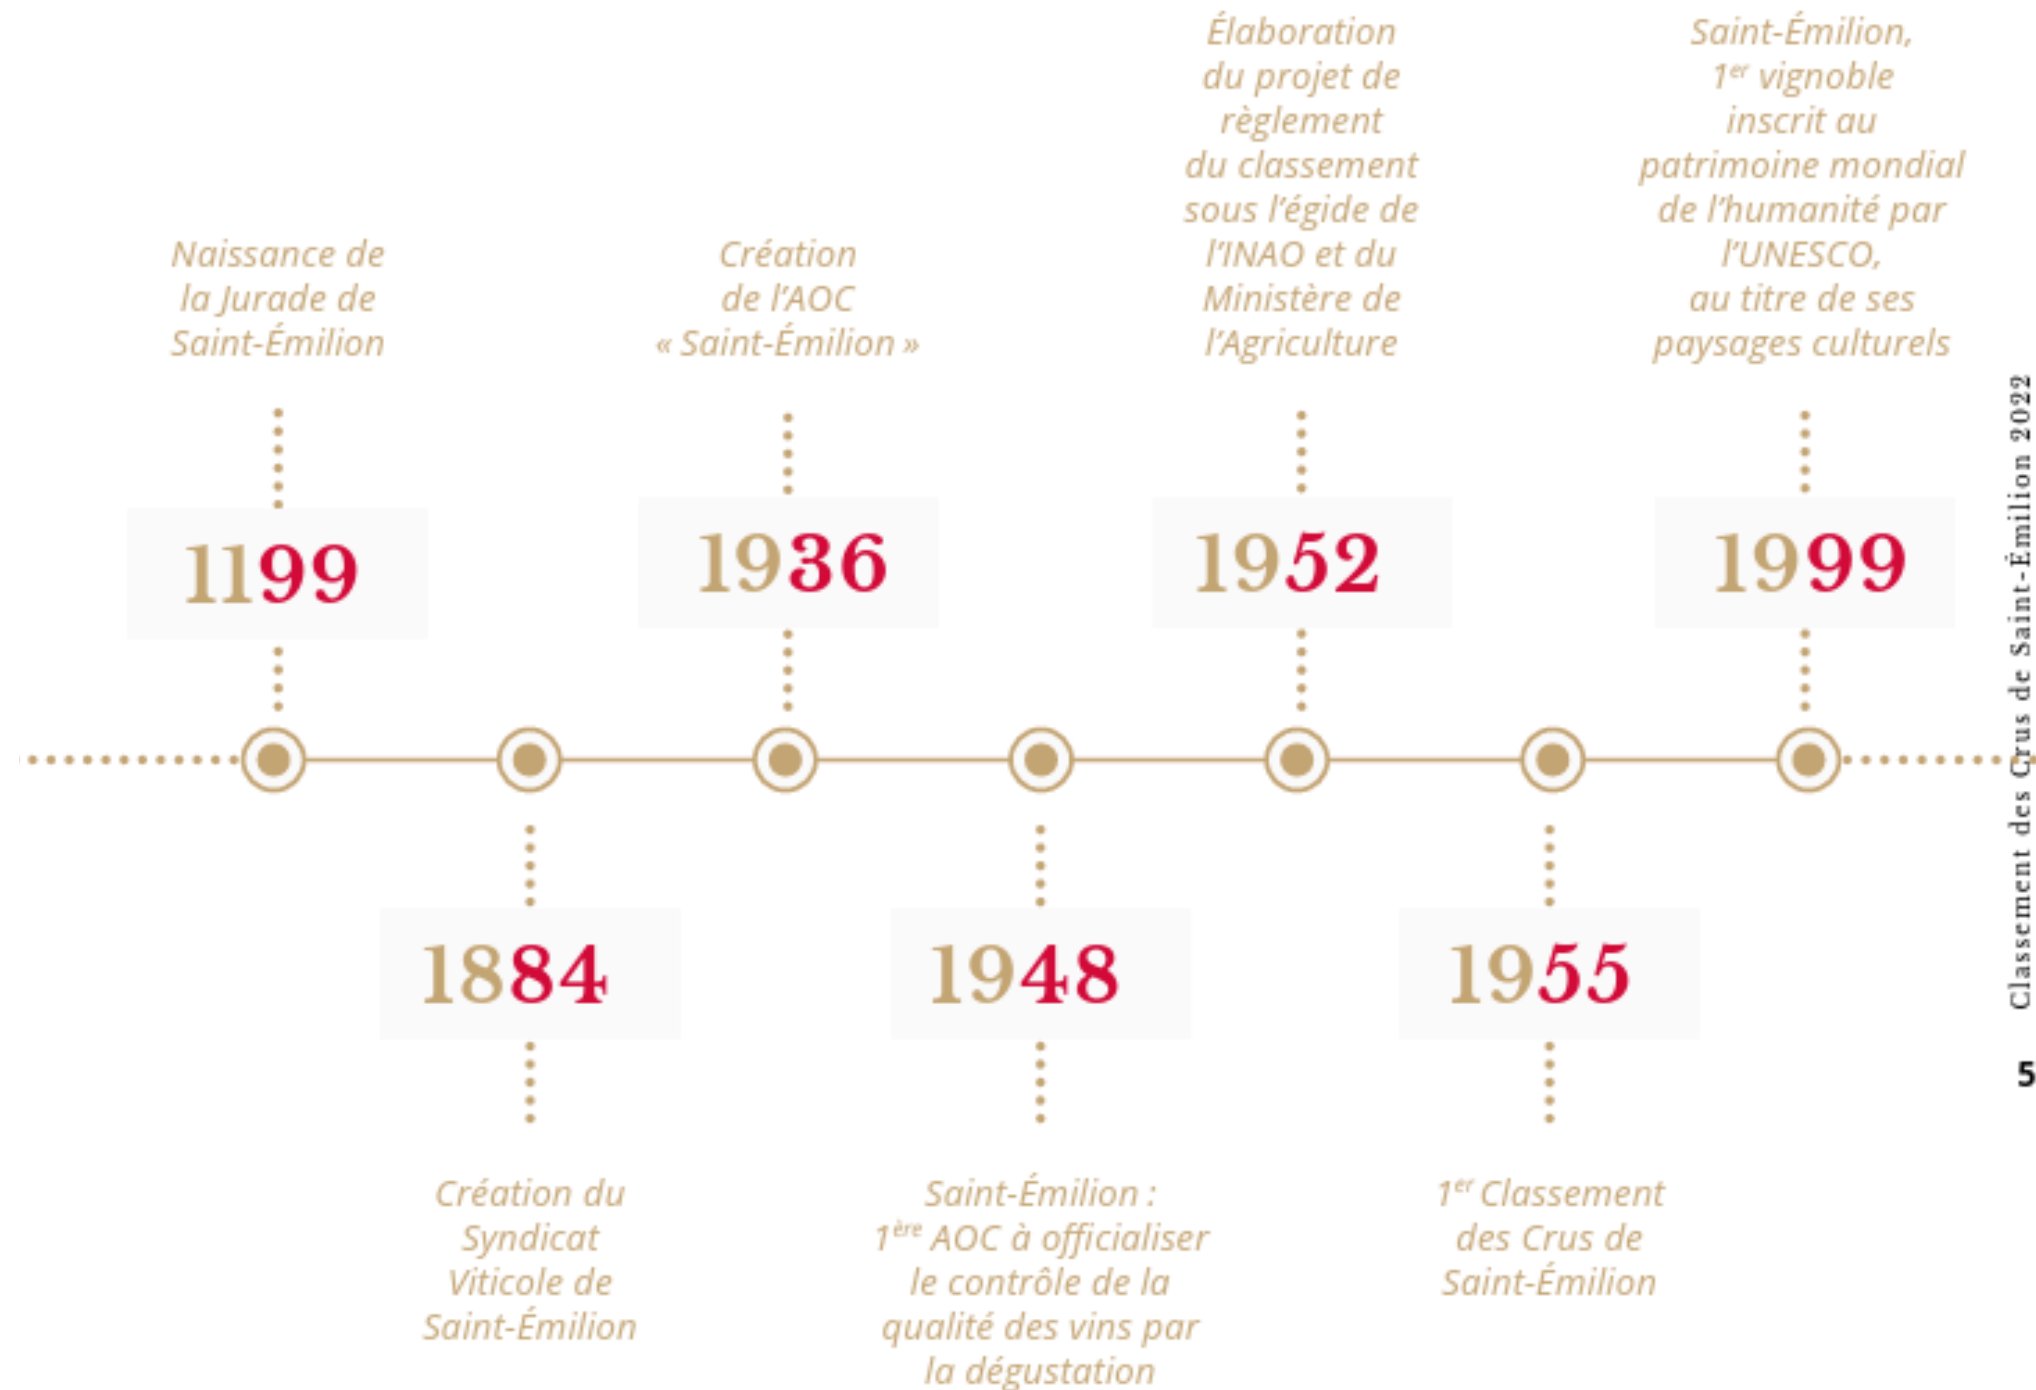 Naissance de
la Jurade de
Saint-Émilion
1199
Création du
Syndicat
Viticole de
Saint-Émilion
1884
Création
de l'AOC
« Saint-Émilion »
1936
Saint-Émilion :
1ère AOC à officialiser
le contrôle de la
qualité des vins par
la dégustation
1948
Élaboration
du projet de
règlement
du classement
sous l'égide de
l'INAO et du
Ministère de
l'Agriculture
1952
1er Classement
des Crus de
Saint-Émilion
1955
Saint-Émilion,
1er vignoble
inscrit au
patrimoine mondial
de l'humanité par
l'UNESCO,
au titre de ses
paysages culturels
1999
Classement des Crus de Saint-Émilion 2022
5